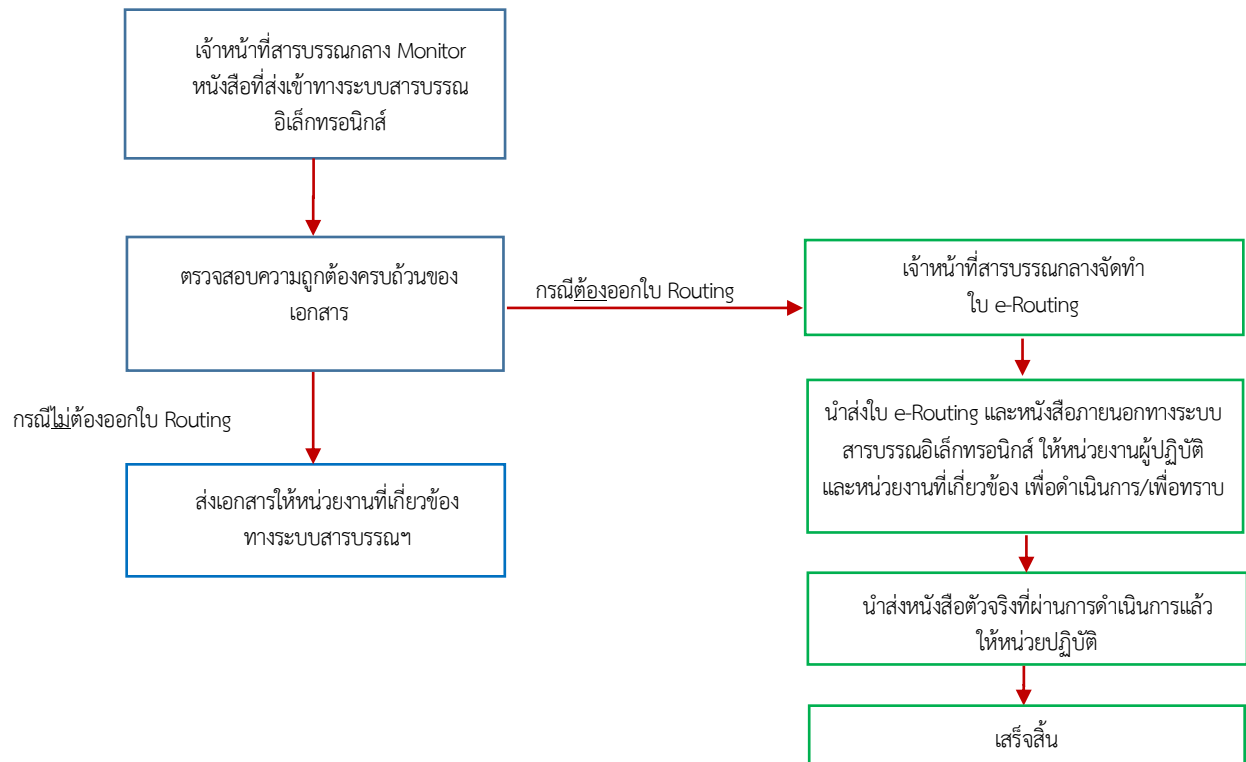 เจ้าหน้าที่สารบรรณกลาง Monitor
หนังสือที่ส่งเข้าทางระบบสารบรรณ
อิเล็กทรอนิกส์
ตรวจสอบความถูกต้องครบถ้วนของ
เอกสาร
กรณีต้องออกใบ Routing
เจ้าหน้าที่สารบรรณกลางจัดทำ
ใบ e-Routing
กรณีไม่ต้องออกใบ Routing
ส่งเอกสารให้หน่วยงานที่เกี่ยวข้อง
ทางระบบสารบรรณฯ
นำส่งใบ e-Routing และหนังสือภายนอกทางระบบ
สารบรรณอิเล็กทรอนิกส์ ให้หน่วยงานผู้ปฏิบัติ
และหน่วยงานที่เกี่ยวข้อง เพื่อดำเนินการ/เพื่อทราบ
นำส่งหนังสือตัวจริงที่ผ่านการดำเนินการแล้ว
ให้หน่วยปฏิบัติ
เสร็จสิ้น